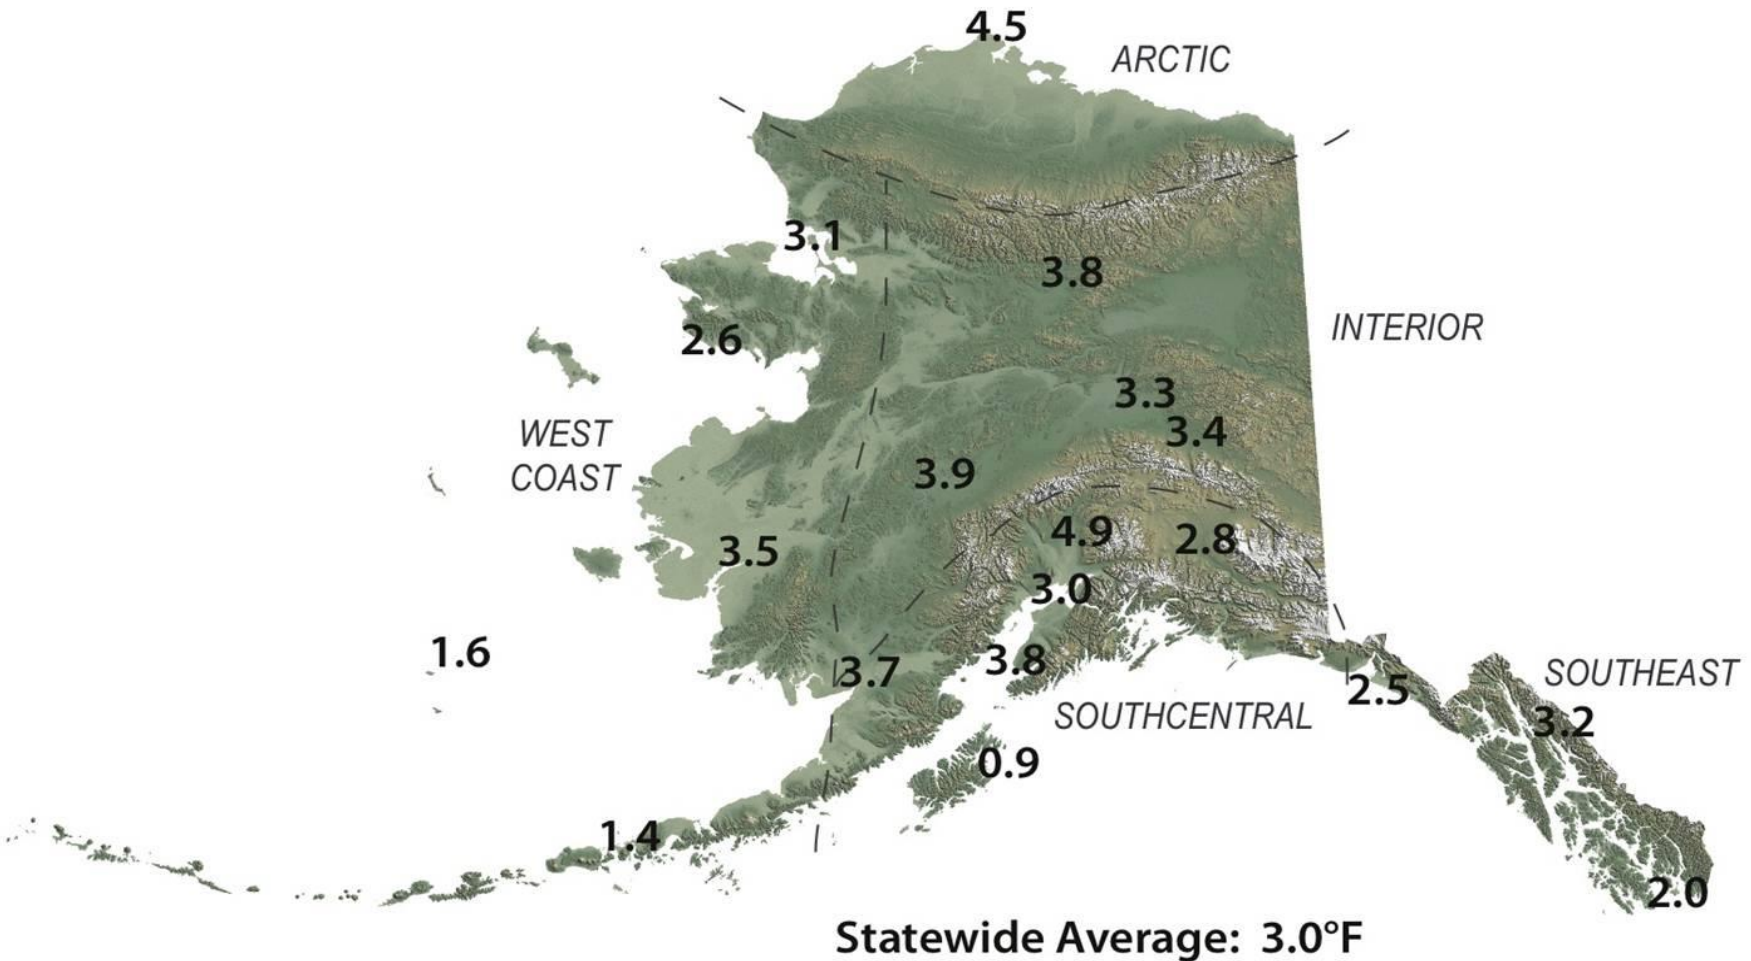 4.5
ARCTIC
3.1
3.8
INTERIOR
2.6
3.3
3.4
WEST
COAST
3.9
4.9
2.8
3.5
3.0
1.6
3.7
3.8
2.5
SOUTHEAST
3.2
SOUTHCENTRAL
0.9
1.4
2.0
Statewide Average: 3.0°F